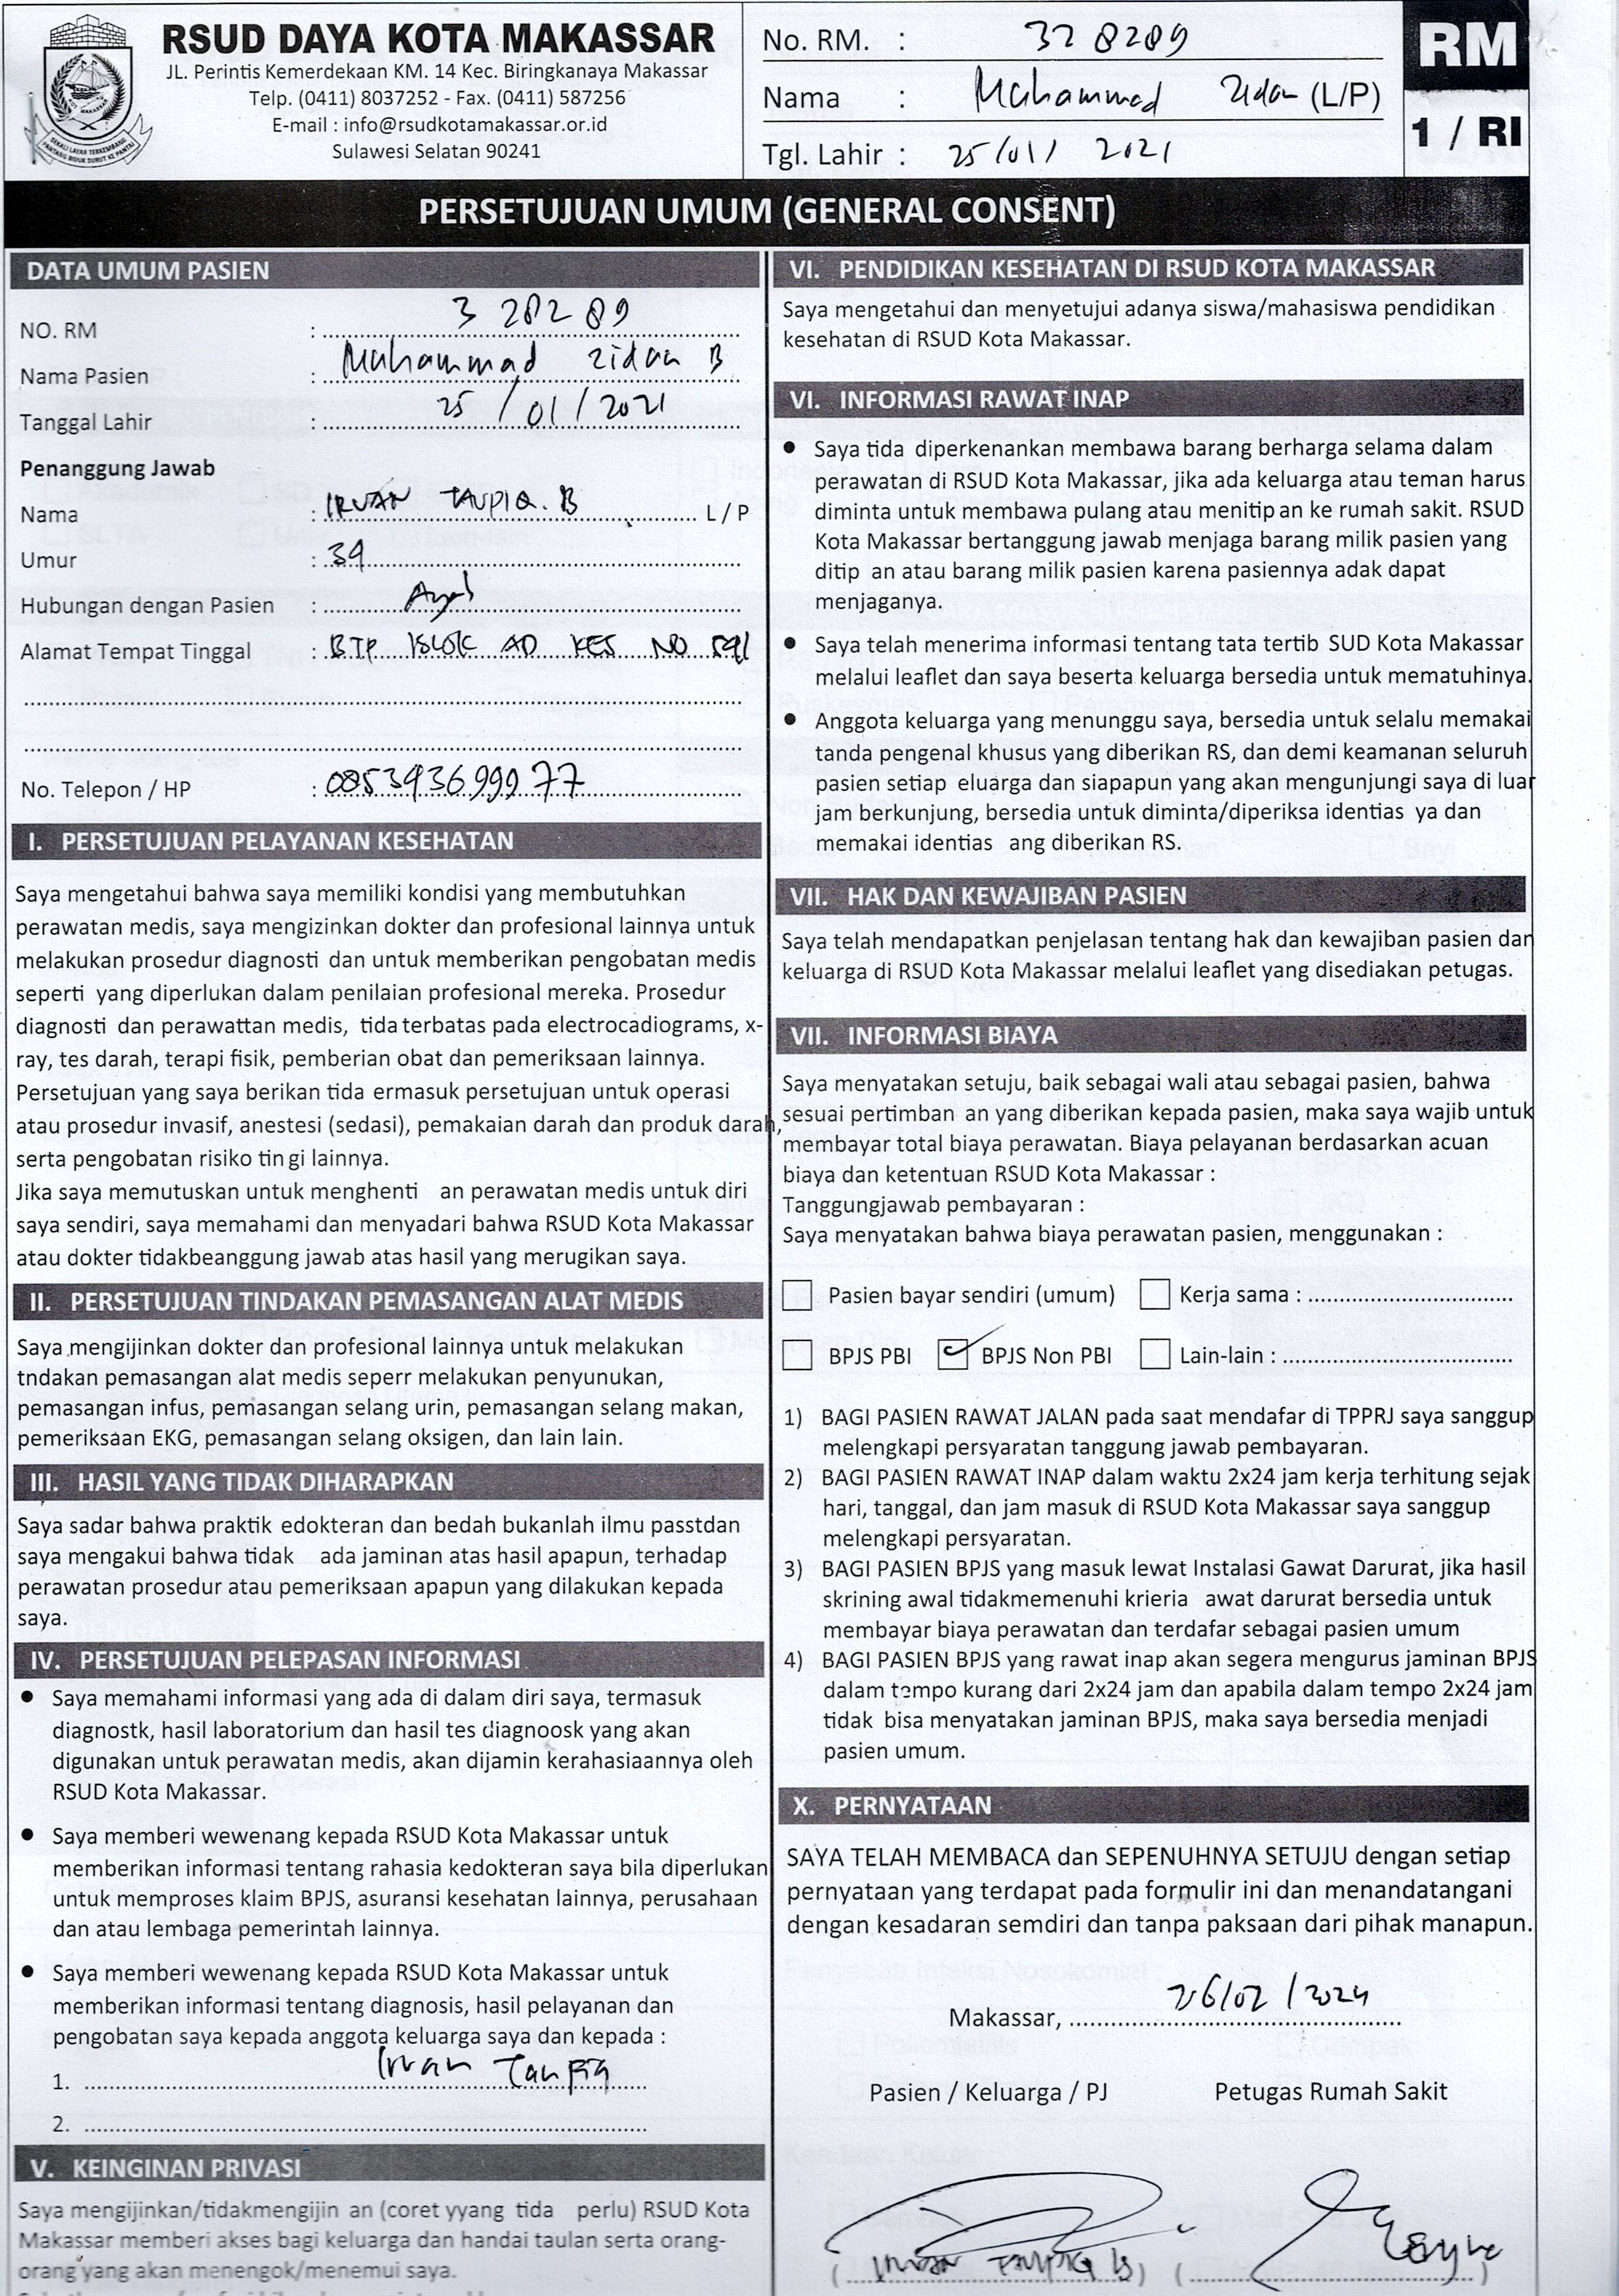 RSUD DAYA KOTA MAKASSAR
JL. Perintis Kemerdekaan KM. 14 Kec. Biringkanaya Makassar
Telp. (0411) 8037252 - Fax. (0411) 587256
E-mail : info@rsudkotamakassar.or.id
Sulawesi Selatan 90241
No. RM. : 328289
Nama : Muhammad Zidan (L/P)
Tgl. Lahir : 25/01/2021
RM
1 / RI
PERSETUJUAN UMUM (GENERAL CONSENT)
DATA UMUM PASIEN
NO. RM : 328289
Nama Pasien : Muhammad Zidan B
Tanggal Lahir : 25/01/2021
Penanggung Jawab
Nama : IRVAN TAUPIQ. B L / P
Umur : 39
Hubungan dengan Pasien : Ayah
Alamat Tempat Tinggal : BTP BLOK AD NO
No. Telepon / HP : 085393699977
I. PERSETUJUAN PELAYANAN KESEHATAN
Saya mengetahui bahwa saya memiliki kondisi yang membutuhkan
perawatan medis, saya mengizinkan dokter dan profesional lainnya untuk
melakukan prosedur diagnosti dan untuk memberikan pengobatan medis
seperti yang diperlukan dalam penilaian profesional mereka. Prosedur
diagnosti dan perawattan medis, tida terbatas pada electrocadiograms, x-
ray, tes darah, terapi fisik, pemberian obat dan pemeriksaan lainnya.
Persetujuan yang saya berikan tida ermasuk persetujuan untuk operasi
atau prosedur invasif, anestesi (sedasi), pemakaian darah dan produk darah,
serta pengobatan risiko tin gi lainnya.
Jika saya memutuskan untuk menghenti an perawatan medis untuk diri
saya sendiri, saya memahami dan menyadari bahwa RSUD Kota Makassar
atau dokter tidakbeanggung jawab atas hasil yang merugikan saya.
II. PERSETUJUAN TINDAKAN PEMASANGAN ALAT MEDIS
Saya mengijinkan dokter dan profesional lainnya untuk melakukan
tndakan pemasangan alat medis seperr melakukan penyunukan,
pemasangan infus, pemasangan selang urin, pemasangan selang makan,
pemeriksaan EKG, pemasangan selang oksigen, dan lain lain.
III. HASIL YANG TIDAK DIHARAPKAN
Saya sadar bahwa praktik edokteran dan bedah bukanlah ilmu passtdan
saya mengakui bahwa tidak ada jaminan atas hasil apapun, terhadap
perawatan prosedur atau pemeriksaan apapun yang dilakukan kepada
saya.
IV. PERSETUJUAN PELEPASAN INFORMASI
• Saya memahami informasi yang ada di dalam diri saya, termasuk
diagnostk, hasil laboratorium dan hasil tes diagnoosk yang akan
digunakan untuk perawatan medis, akan dijamin kerahasiaannya oleh
RSUD Kota Makassar.
• Saya memberi wewenang kepada RSUD Kota Makassar untuk
memberikan informasi tentang rahasia kedokteran saya bila diperlukan
untuk memproses klaim BPJS, asuransi kesehatan lainnya, perusahaan
dan atau lembaga pemerintah lainnya.
• Saya memberi wewenang kepada RSUD Kota Makassar untuk
memberikan informasi tentang diagnosis, hasil pelayanan dan
pengobatan saya kepada anggota keluarga saya dan kepada :
1. Irvan Taufiq
2.
V. KEINGINAN PRIVASI
Saya mengijinkan/tidakmengijin an (coret yyang tida perlu) RSUD Kota
Makassar memberi akses bagi keluarga dan handai taulan serta orang-
orang yang akan menengok/menemui saya.
VI. PENDIDIKAN KESEHATAN DI RSUD KOTA MAKASSAR
Saya mengetahui dan menyetujui adanya siswa/mahasiswa pendidikan
kesehatan di RSUD Kota Makassar.
VI. INFORMASI RAWAT INAP
• Saya tida diperkenankan membawa barang berharga selama dalam
perawatan di RSUD Kota Makassar, jika ada keluarga atau teman harus
diminta untuk membawa pulang atau menitip an ke rumah sakit. RSUD
Kota Makassar bertanggung jawab menjaga barang milik pasien yang
ditip an atau barang milik pasien karena pasiennya adak dapat
menjaganya.
• Saya telah menerima informasi tentang tata tertib SUD Kota Makassar
melalui leaflet dan saya beserta keluarga bersedia untuk mematuhinya.
• Anggota keluarga yang menunggu saya, bersedia untuk selalu memakai
tanda pengenal khusus yang diberikan RS, dan demi keamanan seluruh
pasien setiap eluarga dan siapapun yang akan mengunjungi saya di luar
jam berkunjung, bersedia untuk diminta/diperiksa identias ya dan
memakai identias ang diberikan RS.
VII. HAK DAN KEWAJIBAN PASIEN
Saya telah mendapatkan penjelasan tentang hak dan kewajiban pasien dan
keluarga di RSUD Kota Makassar melalui leaflet yang disediakan petugas.
VII. INFORMASI BIAYA
Saya menyatakan setuju, baik sebagai wali atau sebagai pasien, bahwa
sesuai pertimban an yang diberikan kepada pasien, maka saya wajib untuk
membayar total biaya perawatan. Biaya pelayanan berdasarkan acuan
biaya dan ketentuan RSUD Kota Makassar :
Tanggungjawab pembayaran :
Saya menyatakan bahwa biaya perawatan pasien, menggunakan :
Pasien bayar sendiri (umum) Kerja sama :
BPJS PBI BPJS Non PBI Lain-lain :
1) BAGI PASIEN RAWAT JALAN pada saat mendafar di TPPRJ saya sanggup
melengkapi persyaratan tanggung jawab pembayaran.
2) BAGI PASIEN RAWAT INAP dalam waktu 2x24 jam kerja terhitung sejak
hari, tanggal, dan jam masuk di RSUD Kota Makassar saya sanggup
melengkapi persyaratan.
3) BAGI PASIEN BPJS yang masuk lewat Instalasi Gawat Darurat, jika hasil
skrining awal tidakmemenuhi krieria awat darurat bersedia untuk
membayar biaya perawatan dan terdafar sebagai pasien umum
4) BAGI PASIEN BPJS yang rawat inap akan segera mengurus jaminan BPJS
dalam tempo kurang dari 2x24 jam dan apabila dalam tempo 2x24 jam
tidak bisa menyatakan jaminan BPJS, maka saya bersedia menjadi
pasien umum.
X. PERNYATAAN
SAYA TELAH MEMBACA dan SEPENUHNYA SETUJU dengan setiap
pernyataan yang terdapat pada formulir ini dan menandatangani
dengan kesadaran semdiri dan tanpa paksaan dari pihak manapun.
Makassar, 26/02/2024
Pasien / Keluarga / PJ Petugas Rumah Sakit
(IRVAN TAUPIQ B) ( )